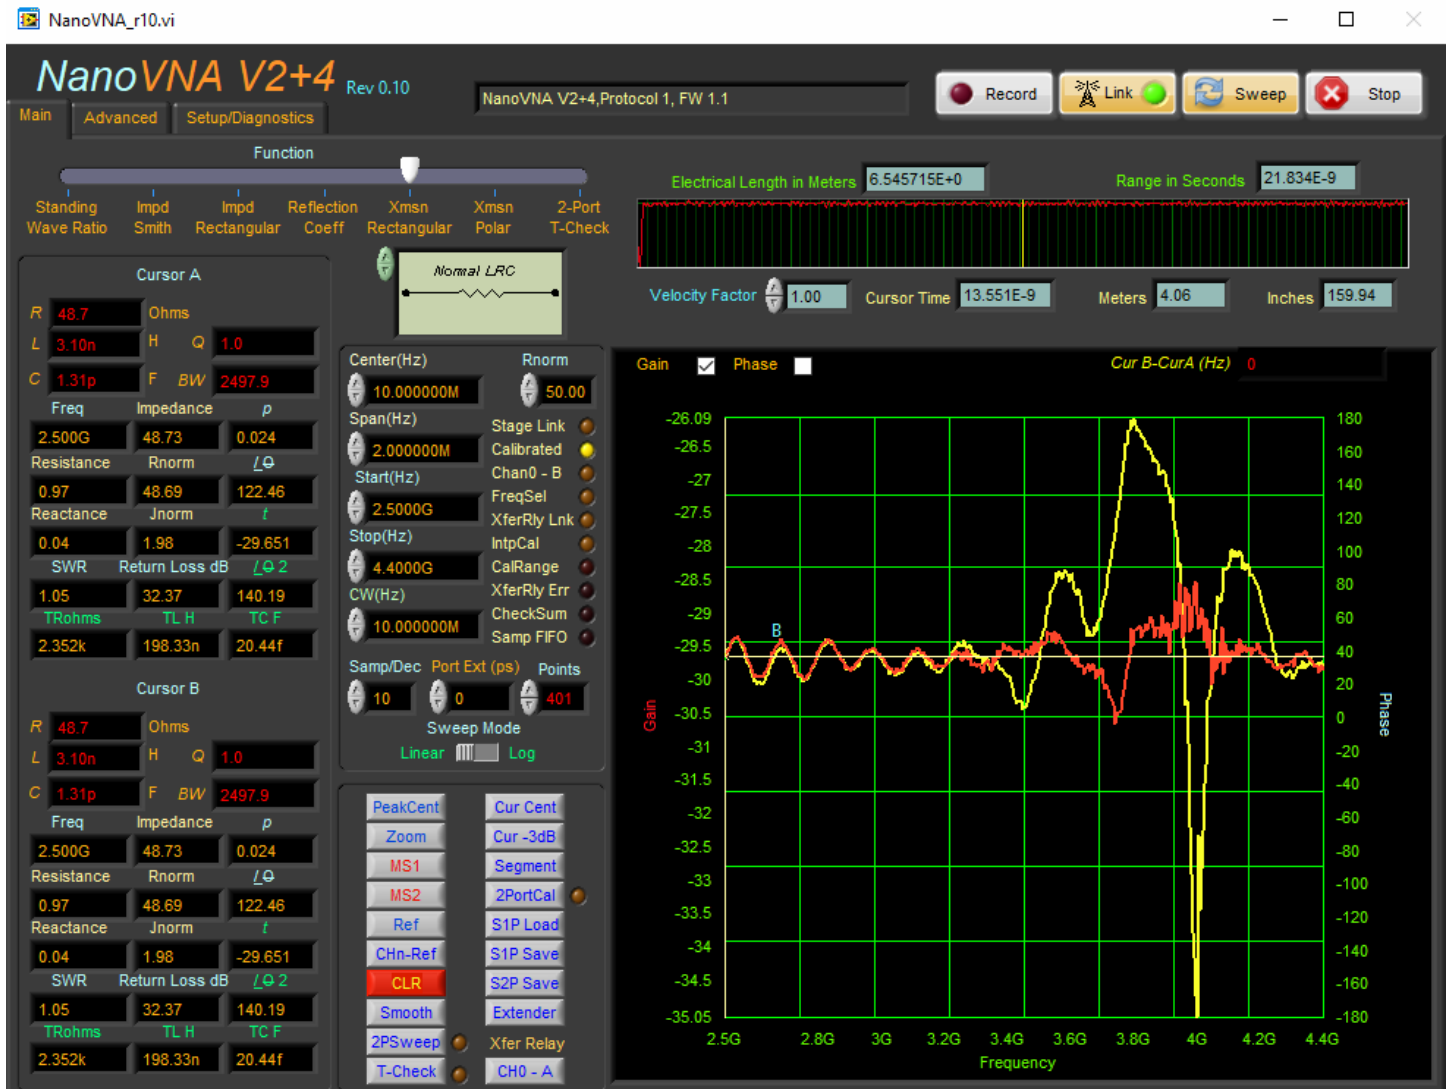 NanoVNA_r10.vi
NanoVNA V2+4 Rev 0.10
NanoVNA V2+4,Protocol 1, FW 1.1
Record
Link
Sweep
Stop
Main Advanced Setup/Diagnostics
Function
Standing Wave Ratio
Impd Smith
Impd Rectangular
Reflection Coeff
Xmsn Rectangular
Xmsn Polar
2-Port T-Check
Electrical Length in Meters 6.545715E+0
Range in Seconds 21.834E-9
Velocity Factor 1.00
Cursor Time 13.551E-9
Meters 4.06
Inches 159.94
Cursor A
R 48.7 Ohms
L 3.10n H Q 1.0
C 1.31p F BW 2497.9
Freq Impedance p
2.500G 48.73 0.024
Resistance Rnorm /Θ
0.97 48.69 122.46
Reactance Jnorm t
0.04 1.98 -29.651
SWR Return Loss dB /Θ 2
1.05 32.37 140.19
TRohms TL H TC F
2.352k 198.33n 20.44f
Cursor B
R 48.7 Ohms
L 3.10n H Q 1.0
C 1.31p F BW 2497.9
Freq Impedance p
2.500G 48.73 0.024
Resistance Rnorm /Θ
0.97 48.69 122.46
Reactance Jnorm t
0.04 1.98 -29.651
SWR Return Loss dB /Θ 2
1.05 32.37 140.19
TRohms TL H TC F
2.352k 198.33n 20.44f
Normal LRC
Center(Hz) Rnorm
10.000000M 50.00
Span(Hz)
2.000000M
Start(Hz)
2.5000G
Stop(Hz)
4.4000G
CW(Hz)
10.000000M
Stage Link
Calibrated
Chan0 - B
FreqSel
XferRly Lnk
IntpCal
CalRange
XferRly Err
CheckSum
Samp FIFO
Samp/Dec Port Ext (ps) Points
10 0 401
Sweep Mode
Linear Log
PeakCent Cur Cent
Zoom Cur -3dB
MS1 Segment
MS2 2PortCal
Ref S1P Load
CHn-Ref S1P Save
CLR S2P Save
Smooth Extender
2PSweep Xfer Relay
T-Check CH0 - A
Gain Phase
Cur B-CurA (Hz) 0
-26.09
-26.5
-27
-27.5
-28
-28.5
-29
-29.5
-30
-30.5
-31
-31.5
-32
-32.5
-33
-33.5
-34
-34.5
-35.05
Gain
B
180
160
140
120
100
80
60
40
20
0
-20
-40
-60
-80
-100
-120
-140
-160
-180
Phase
2.5G 2.8G 3G 3.2G 3.4G 3.6G 3.8G 4G 4.2G 4.4G
Frequency